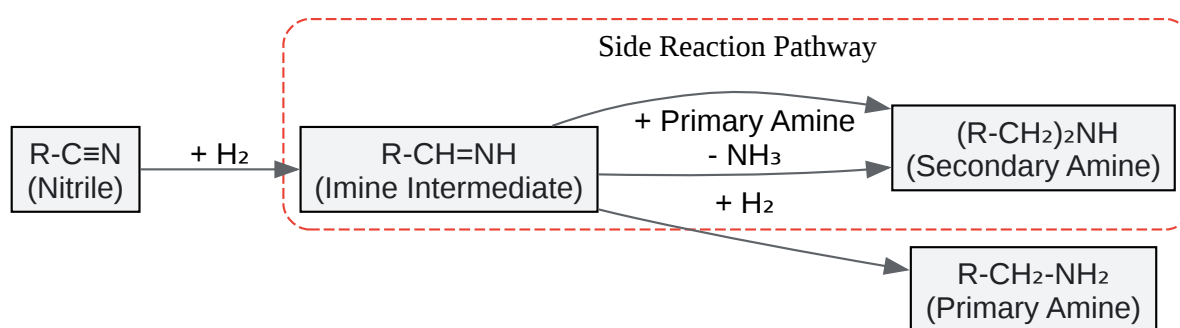 Side Reaction Pathway
R-C≡N
(Nitrile)
+ H₂
R-CH=NH
(Imine Intermediate)
+ Primary Amine
- NH₃
+ H₂
(R-CH₂)₂NH
(Secondary Amine)
R-CH₂-NH₂
(Primary Amine)